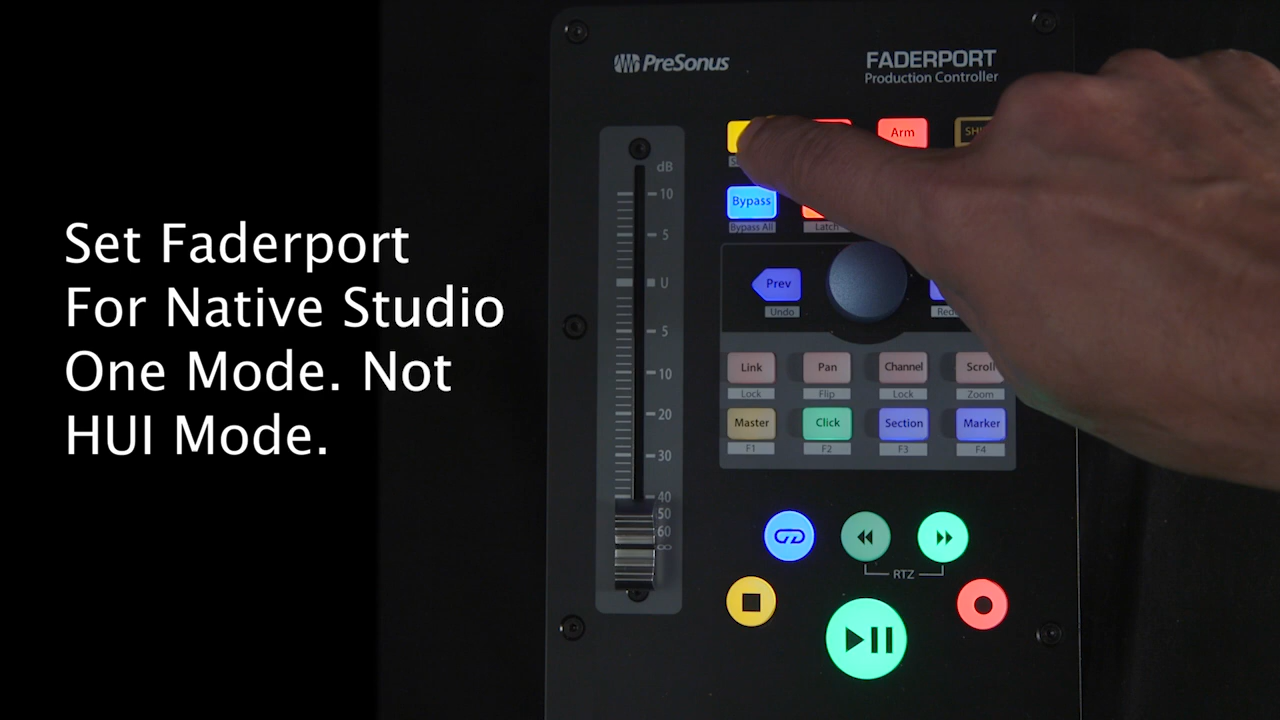 Set Faderport
For Native Studio
One Mode. Not
HUI Mode.
PreSonus
FADERPORT
Production Controller
Arm
dB
10
5
U
5
10
20
30
40
50
60
∞
Bypass
Bypass All
Latch
Prev
Undo
Link
Pan
Channel
Scroll
Lock
Flip
Lock
Zoom
Master
Click
Section
Marker
F1
F2
F3
F4
RTZ